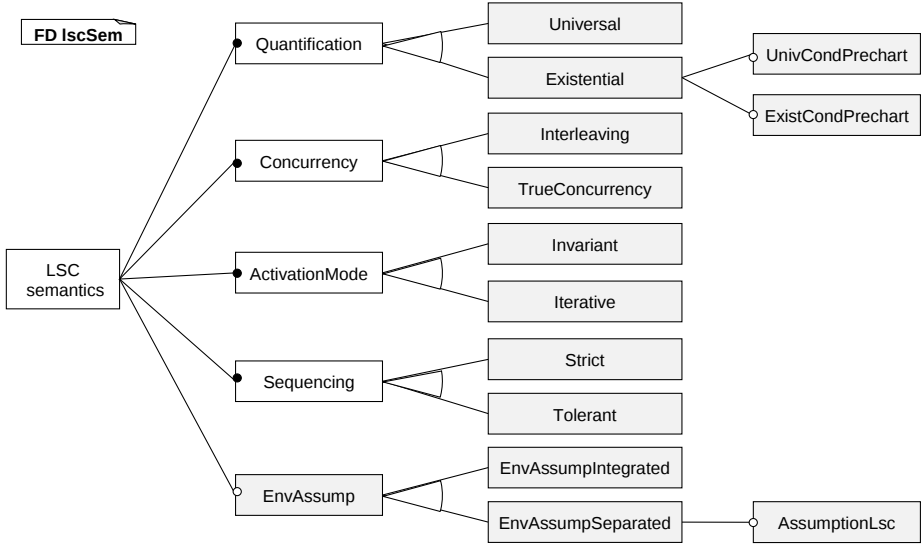 FD lscSem
Quantification
Universal
Existential
UnivCondPrechart
ExistCondPrechart
Concurrency
Interleaving
TrueConcurrency
LSC
semantics
ActivationMode
Invariant
Iterative
Sequencing
Strict
Tolerant
EnvAssump
EnvAssumpIntegrated
EnvAssumpSeparated
AssumptionLsc